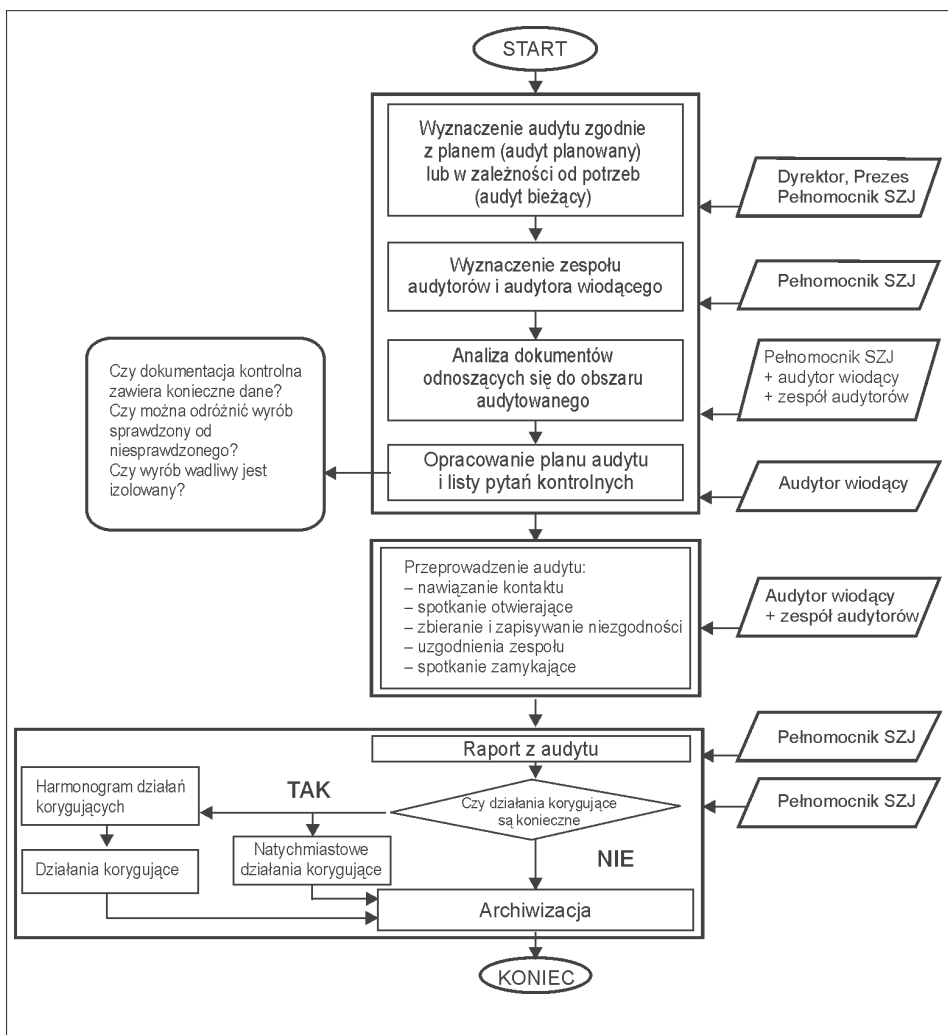 START
Wyznaczenie audytu zgodnie
z planem (audyt planowany)
lub w zależności od potrzeb
(audyt bieżący)
Dyrektor, Prezes
Pełnomocnik SZJ
Wyznaczenie zespołu
audytorów i audytora wiodącego
Pełnomocnik SZJ
Analiza dokumentów
odnoszących się do obszaru
audytowanego
Pełnomocnik SZJ
+ audytor wiodący
+ zespół audytorów
Czy dokumentacja kontrolna
zawiera konieczne dane?
Czy można odróżnić wyrób
sprawdzony od
niesprawdzonego?
Czy wyrób wadliwy jest
izolowany?
Opracowanie planu audytu
i listy pytań kontrolnych
Audytor wiodący
Przeprowadzenie audytu:
– nawiązanie kontaktu
– spotkanie otwierające
– zbieranie i zapisywanie niezgodności
– uzgodnienia zespołu
– spotkanie zamykające
Audytor wiodący
+ zespół audytorów
Raport z audytu
Pełnomocnik SZJ
Czy działania korygujące
są konieczne
Pełnomocnik SZJ
TAK
Harmonogram działań
korygujących
NIE
Natychmiastowe
działania korygujące
Działania korygujące
Archiwizacja
KONIEC